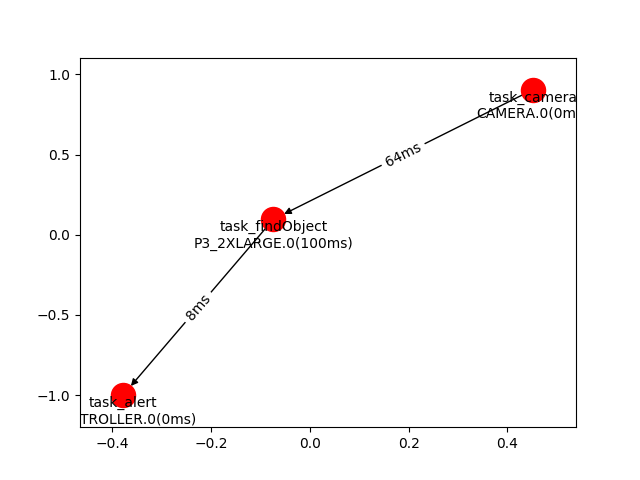 1.0
task_camera
CAMERA.0(0m
64ms
0.5
task_findObject
P3_2XLARGE.0(100ms)
0.0
8ms
−0.5
−1.0
task_alert
TROLLER.0(0ms)
−0.4
−0.2
0.0
0.2
0.4